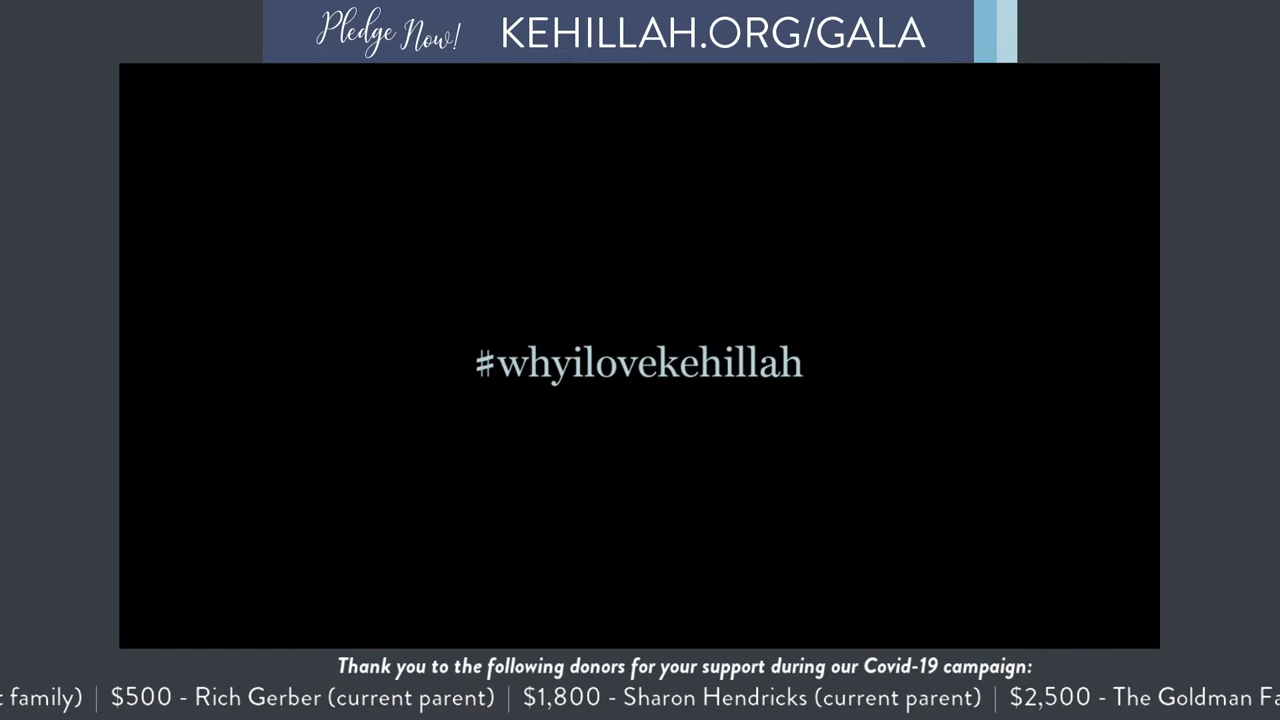 Pledge Now! KEHILLAH.ORG/GALA
#whyilovekehillah
Thank you to the following donors for your support during our Covid-19 campaign:
family) | $500 - Rich Gerber (current parent) | $1,800 - Sharon Hendricks (current parent) | $2,500 - The Goldman